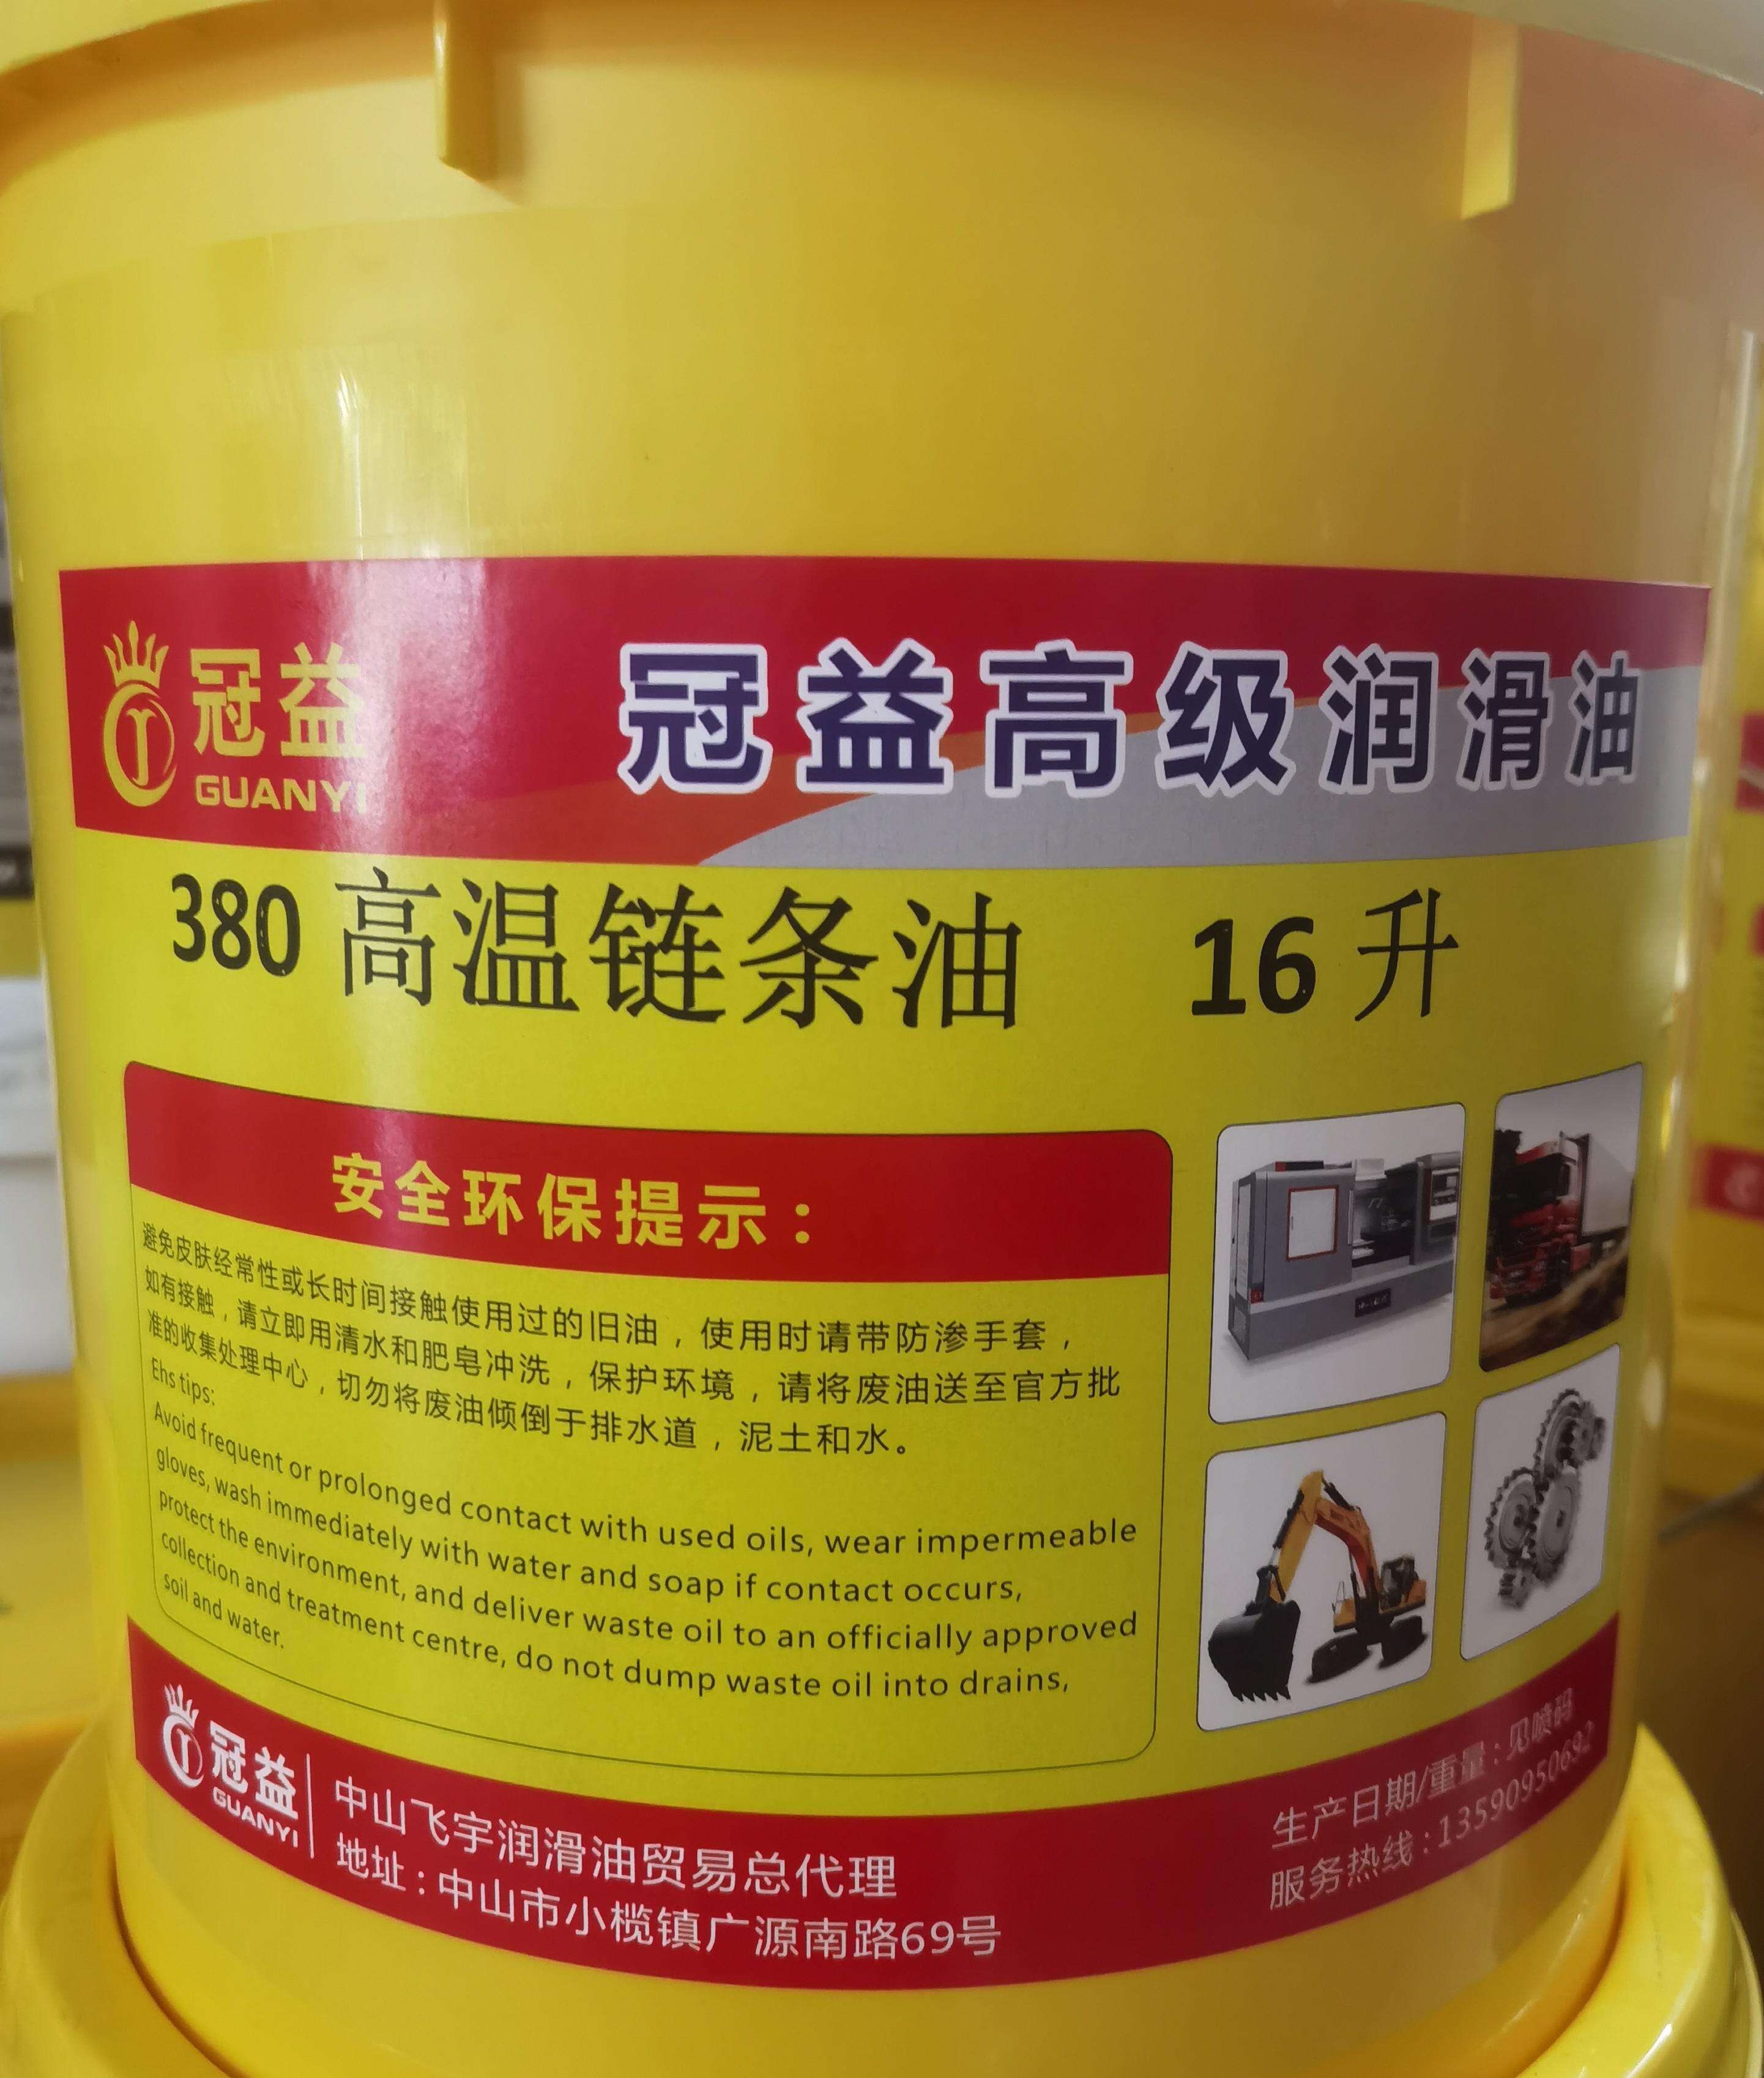 冠益
GUANYI
冠益高级润滑油
380 高温链条油 16 升
安全环保提示：
避免皮肤经常性或长时间接触使用过的旧油，使用时请带防渗手套，
如有接触，请立即用清水和肥皂冲洗，保护环境，请将废油送至官方批
准的收集处理中心，切勿将废油倾倒于排水道，泥土和水。
Ehs tips:
Avoid frequent or prolonged contact with used oils, wear impermeable
gloves, wash immediately with water and soap if contact occurs,
protect the environment, and deliver waste oil to an officially approved
collection and treatment centre, do not dump waste oil into drains,
soil and water.
冠益
GUANYI
中山飞宇润滑油贸易总代理
地址：中山市小榄镇广源南路69号
生产日期/重量：见喷码
服务热线：13590950692